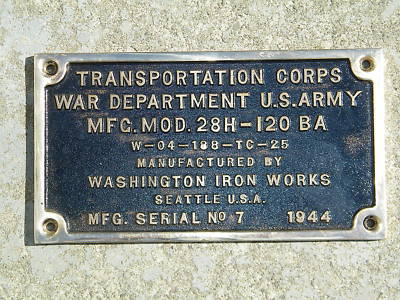 TRANSPORTATION CORPS
WAR DEPARTMENT U.S. ARMY
MFG. MOD. 28H-120 BA
W-04-188-TC-25
MANUFACTURED BY
WASHINGTON IRON WORKS
SEATTLE U.S.A.
MFG. SERIAL No 7 1944